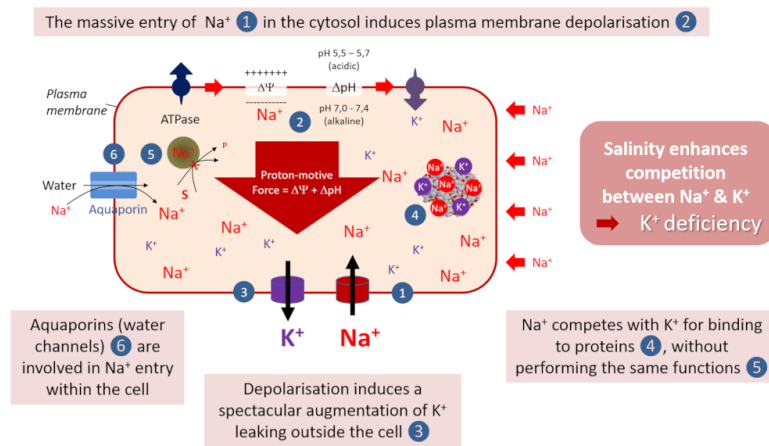 The massive entry of Na⁺ 1 in the cytosol induces plasma membrane depolarisation 2
pH 5,5 – 5,7
(acidic)
+++++++
ΔΨ
ΔpH
----------
pH 7,0 - 7,4
(alkaline)
Plasma
membrane
ATPase
Na⁺
2
K⁺
Na⁺
Na⁺
6
5
Na⁺
P
S
Water
Na⁺
Aquaporin
Na⁺
Proton-motive
Force = ΔΨ + ΔpH
K⁺
Na⁺
Na⁺
K⁺
K⁺
Na⁺
Na⁺
K⁺
4
Na⁺
Na⁺
Na⁺
Salinity enhances
competition
between Na⁺ & K⁺
K⁺ deficiency
K⁺
K⁺
K⁺
Na⁺
Na⁺
Na⁺
Na⁺
K⁺
Na⁺
Na⁺
3
1
K⁺
Na⁺
Aquaporins (water
channels) 6 are
involved in Na⁺ entry
within the cell
Depolarisation induces a
spectacular augmentation of K⁺
leaking outside the cell 3
Na⁺ competes with K⁺ for binding
to proteins 4, without
performing the same functions 5